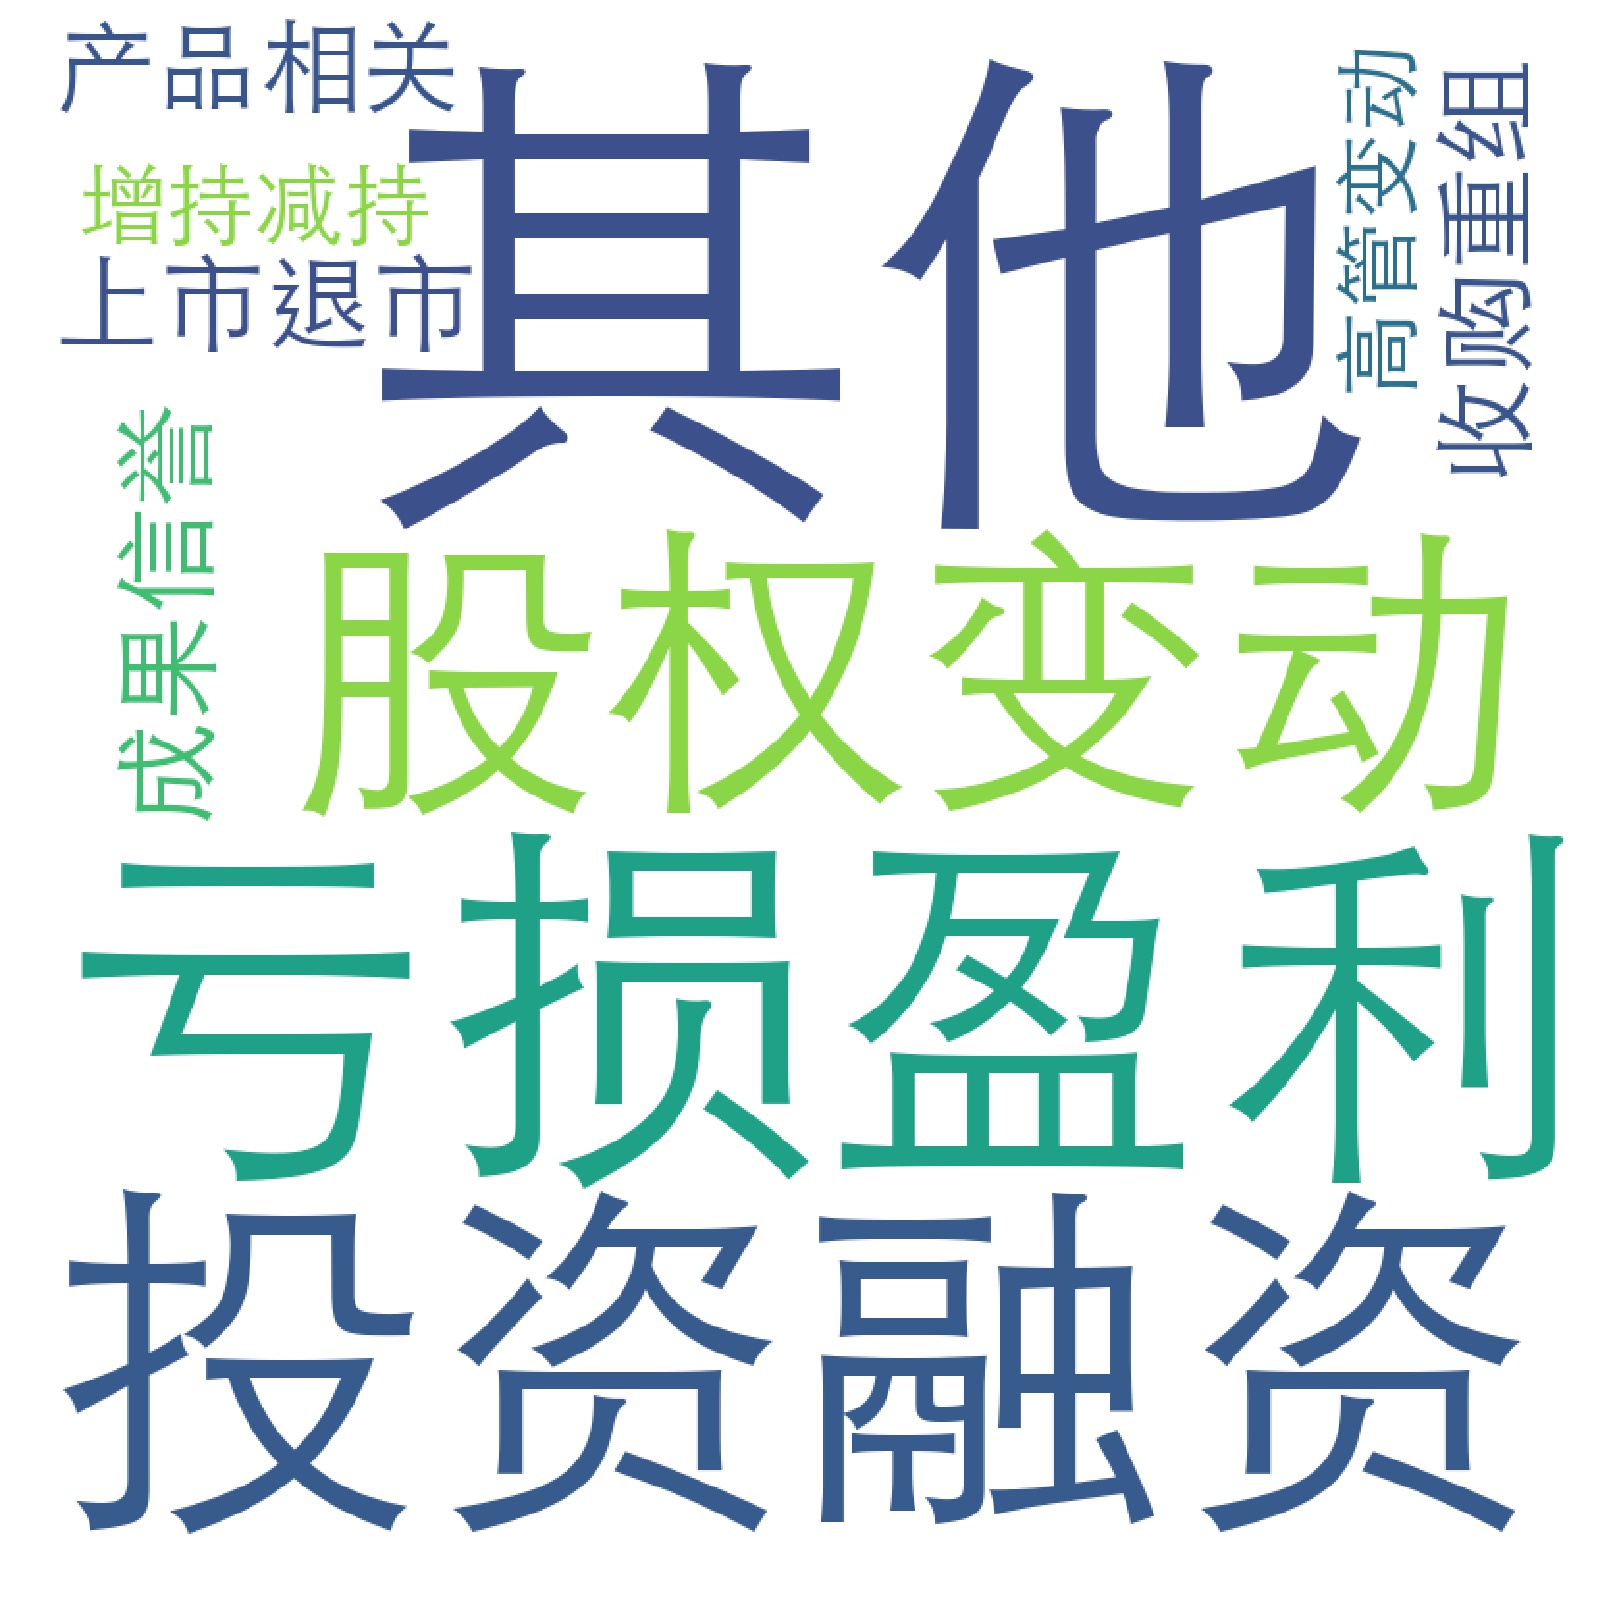 产品相关
增持减持
上市退市
其他
高管变动
收购重组
成果信誉
股权变动
亏损盈利
投资融资